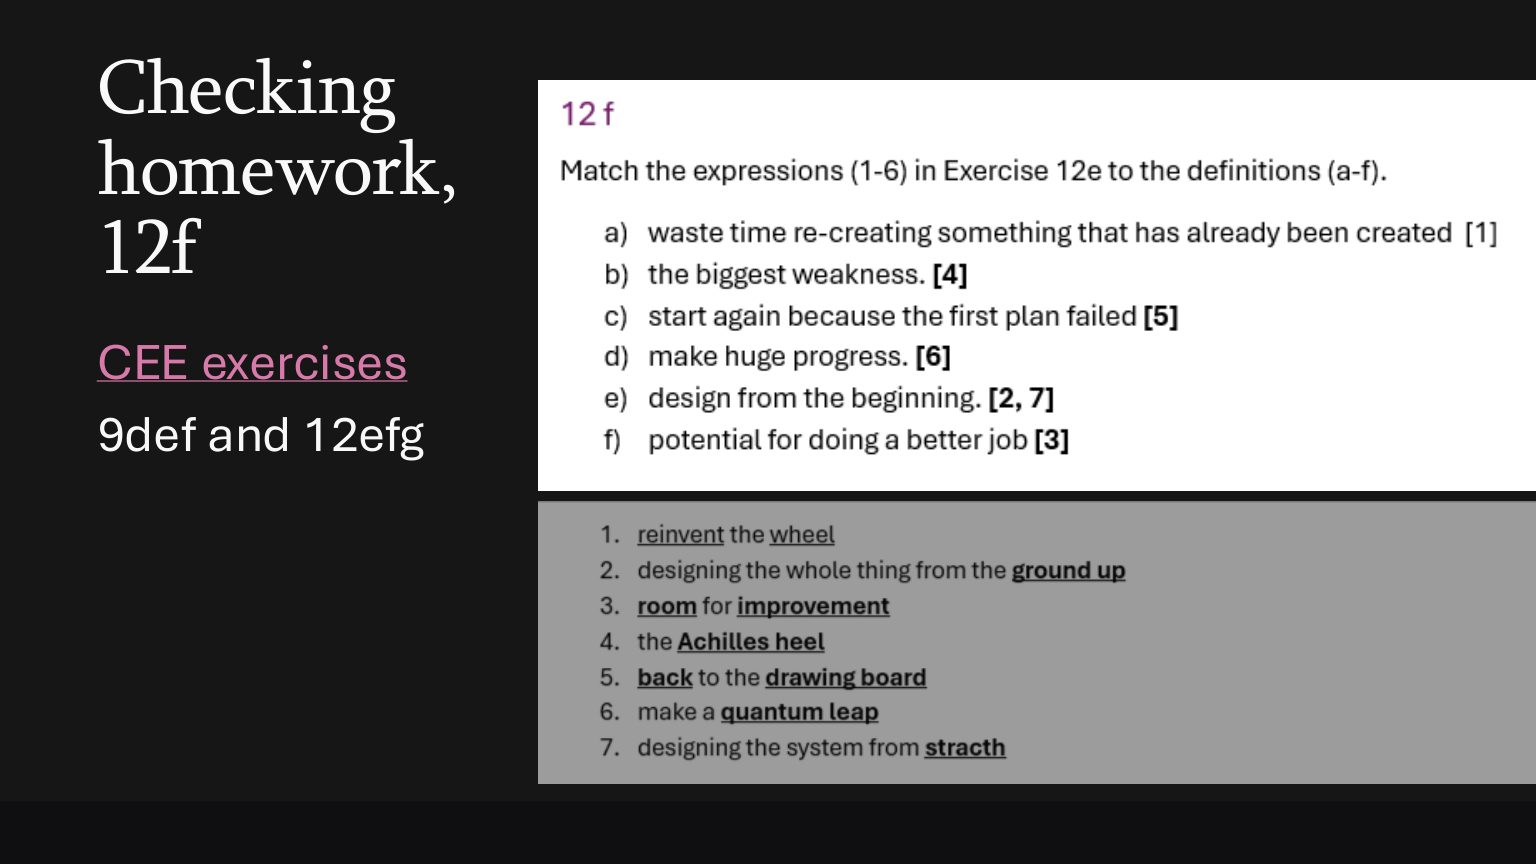 Checking
homework,
12f
CEE exercises
9def and 12efg
12 f
Match the expressions (1-6) in Exercise 12e to the definitions (a-f).
a) waste time re-creating something that has already been created [1]
b) the biggest weakness. [4]
c) start again because the first plan failed [5]
d) make huge progress. [6]
e) design from the beginning. [2, 7]
f) potential for doing a better job [3]
1. reinvent the wheel
2. designing the whole thing from the ground up
3. room for improvement
4. the Achilles heel
5. back to the drawing board
6. make a quantum leap
7. designing the system from stracth